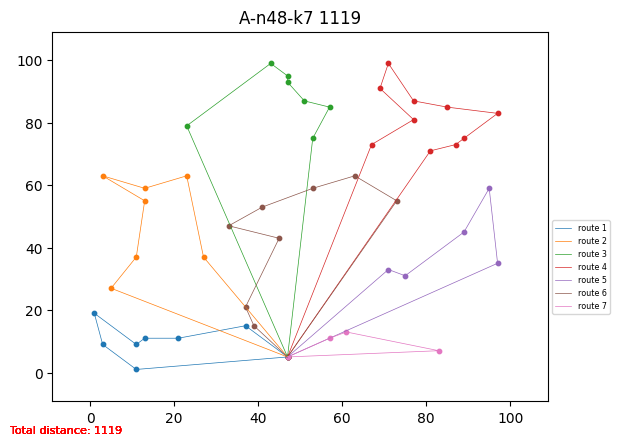 A-n48-k7 1119
100
80
60
40
20
0
0 20 40 60 80 100
route 1
route 2
route 3
route 4
route 5
route 6
route 7
Total distance: 1119